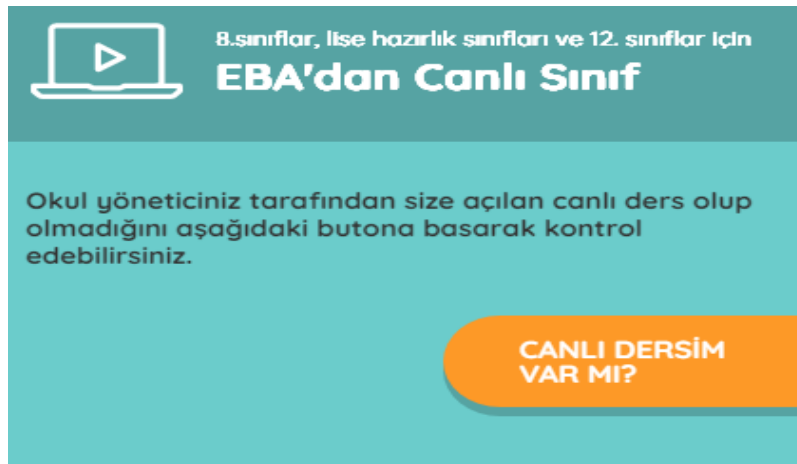 8.sınıflar, lise hazırlık sınıfları ve 12. sınıflar için
EBA'dan Canlı Sınıf
Okul yöneticiniz tarafından size açılan canlı ders olup
olmadığını aşağıdaki butona basarak kontrol
edebilirsiniz.
CANLI DERSİM
VAR MI?